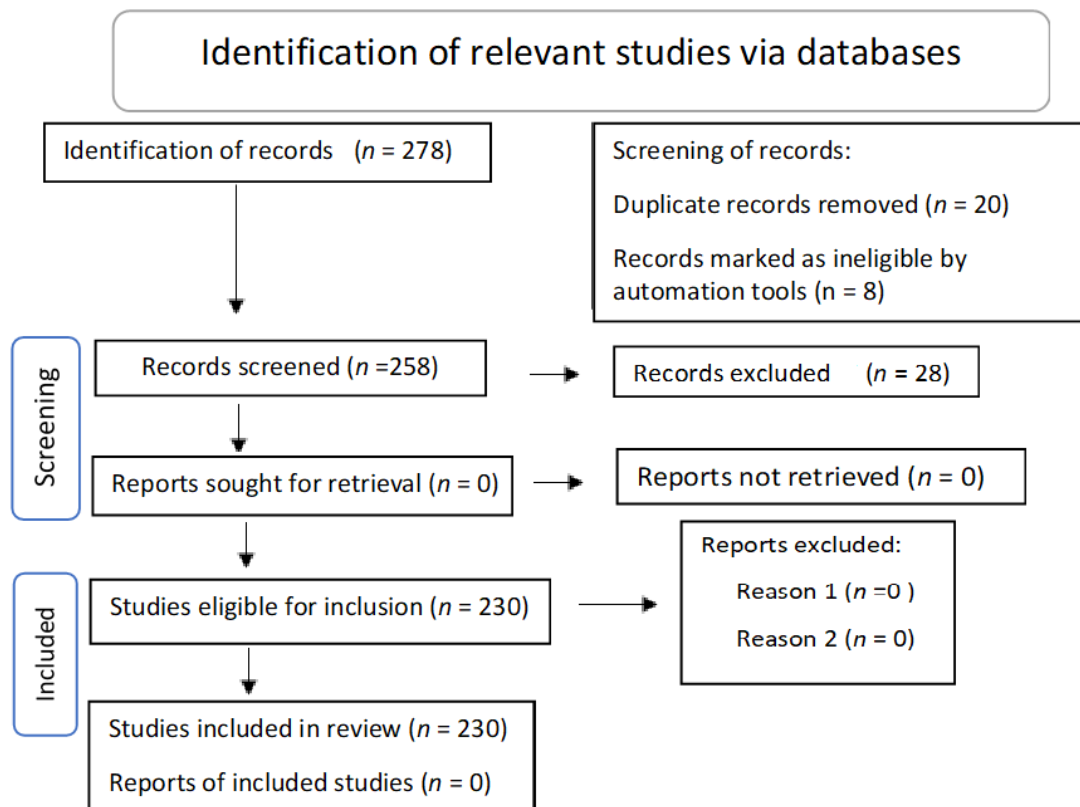 Identification of relevant studies via databases
Identification of records (n = 278)
Screening of records:
Duplicate records removed (n = 20)
Records marked as ineligible by
automation tools (n = 8)
Screening
Records screened (n =258)
Records excluded (n = 28)
Reports sought for retrieval (n = 0)
Reports not retrieved (n = 0)
Included
Studies eligible for inclusion (n = 230)
Reports excluded:
Reason 1 (n =0 )
Reason 2 (n = 0)
Studies included in review (n = 230)
Reports of included studies (n = 0)